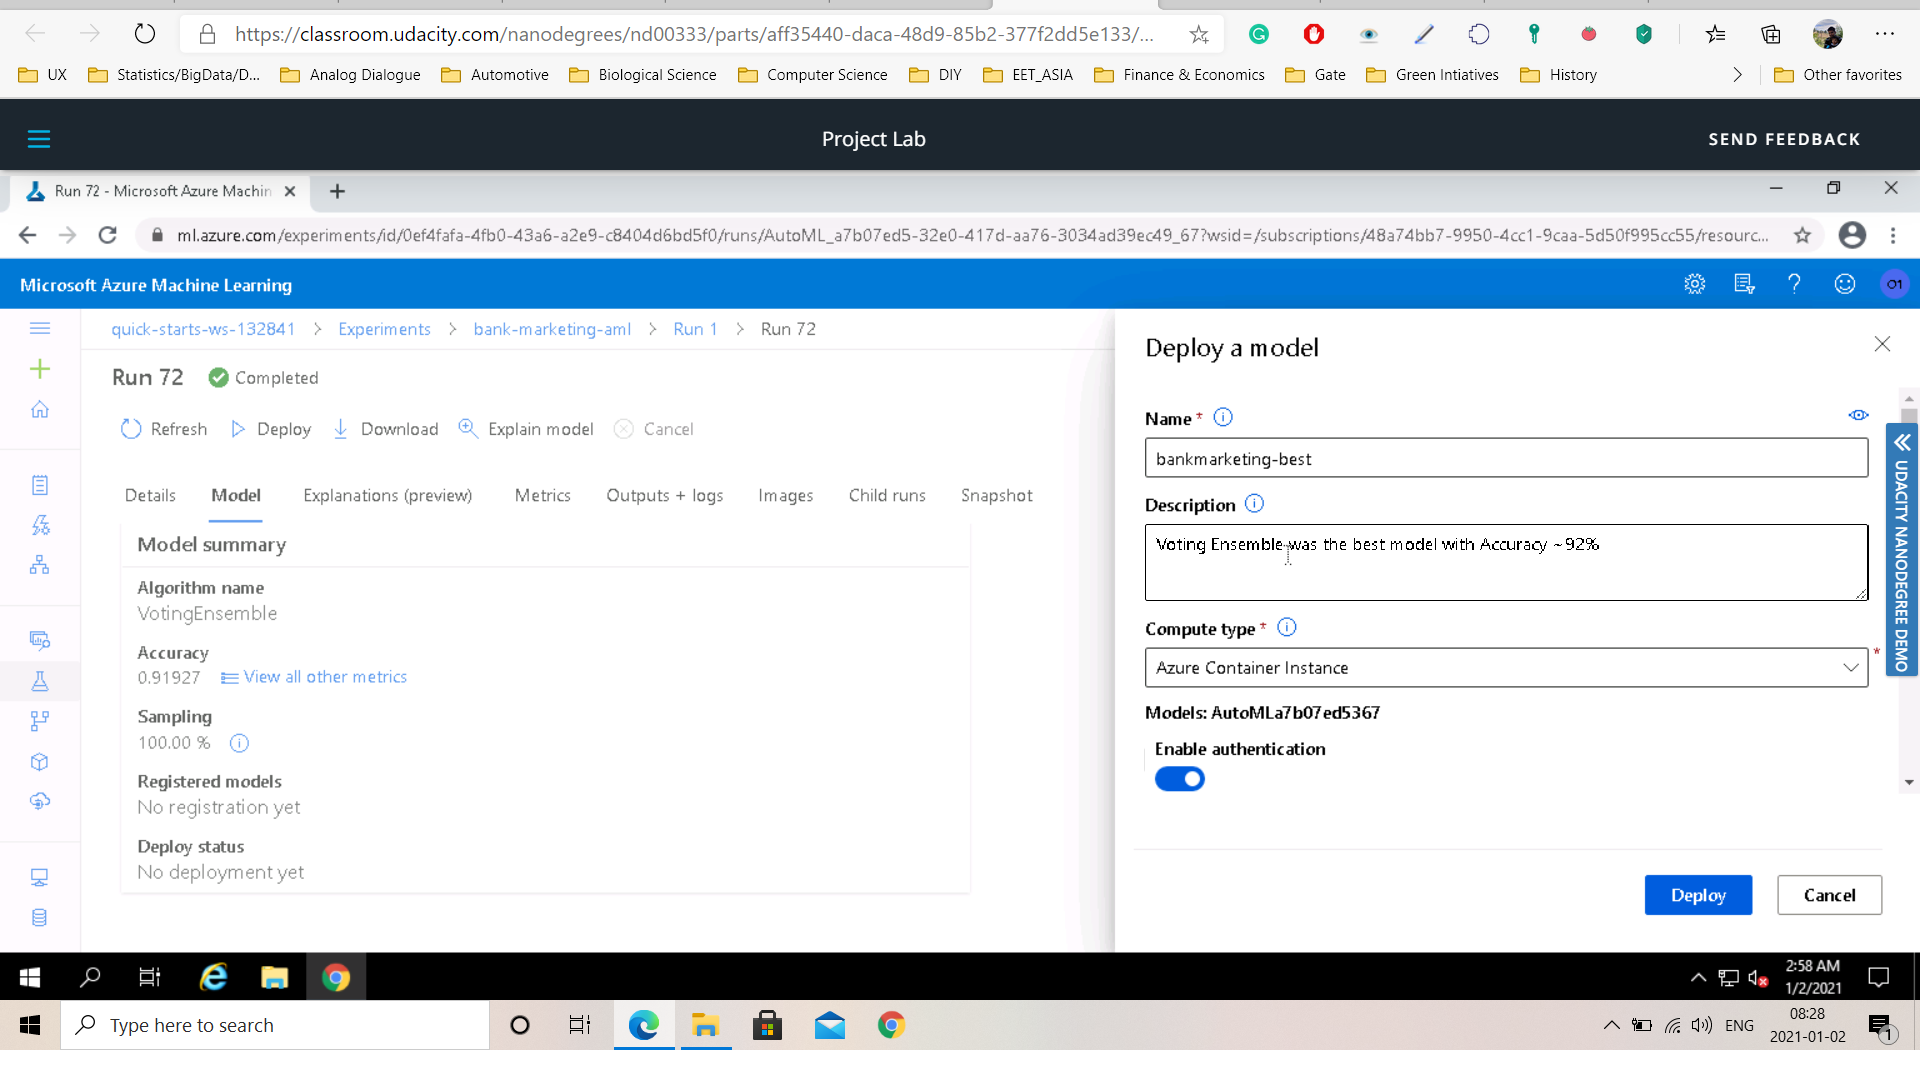 https://classroom.udacity.com/nanodegrees/nd00333/parts/aff35440-daca-48d9-85b2-377f2dd5e133/...
UX Statistics/BigData/D... Analog Dialogue Automotive Biological Science Computer Science DIY EET_ASIA Finance & Economics Gate Green Intiatives History Other favorites
Project Lab SEND FEEDBACK
Run 72 - Microsoft Azure Machin
ml.azure.com/experiments/id/0ef4fafa-4fb0-43a6-a2e9-c8404d6bd5f0/runs/AutoML_a7b07ed5-32e0-417d-aa76-3034ad39ec49_67?wsid=/subscriptions/48a74bb7-9950-4cc1-9caa-5d50f995cc55/resourc...
Microsoft Azure Machine Learning O1
quick-starts-ws-132841 > Experiments > bank-marketing-aml > Run 1 > Run 72
Run 72 Completed
Refresh Deploy Download Explain model Cancel
Details Model Explanations (preview) Metrics Outputs + logs Images Child runs Snapshot
Model summary
Algorithm name
VotingEnsemble
Accuracy
0.91927 View all other metrics
Sampling
100.00 %
Registered models
No registration yet
Deploy status
No deployment yet
Deploy a model
Name *
bankmarketing-best
Description
Voting Ensemble was the best model with Accuracy ~92%
Compute type *
Azure Container Instance *
Models: AutoMLa7b07ed5367
Enable authentication
Deploy Cancel
UDACITY NANODEGREE DEMO
2:58 AM
1/2/2021
Type here to search
ENG
08:28
2021-01-02
1